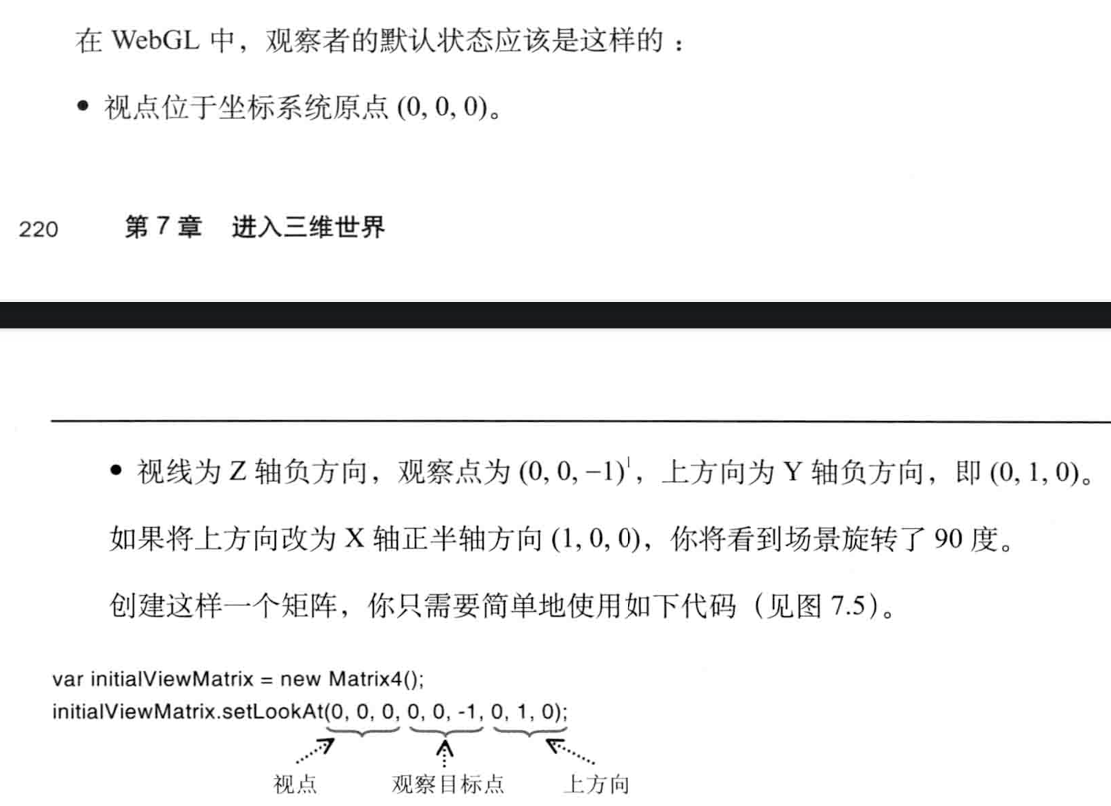 在 WebGL 中，观察者的默认状态应该是这样的：
• 视点位于坐标系统原点 (0, 0, 0)。
220 第 7 章 进入三维世界
• 视线为 Z 轴负方向，观察点为 (0, 0, −1)¹，上方向为 Y 轴负方向，即 (0, 1, 0)。
如果将上方向改为 X 轴正半轴方向 (1, 0, 0)，你将看到场景旋转了 90 度。
创建这样一个矩阵，你只需要简单地使用如下代码（见图 7.5）。
var initialViewMatrix = new Matrix4();
initialViewMatrix.setLookAt(0, 0, 0, 0, 0, -1, 0, 1, 0);
视点 观察目标点 上方向